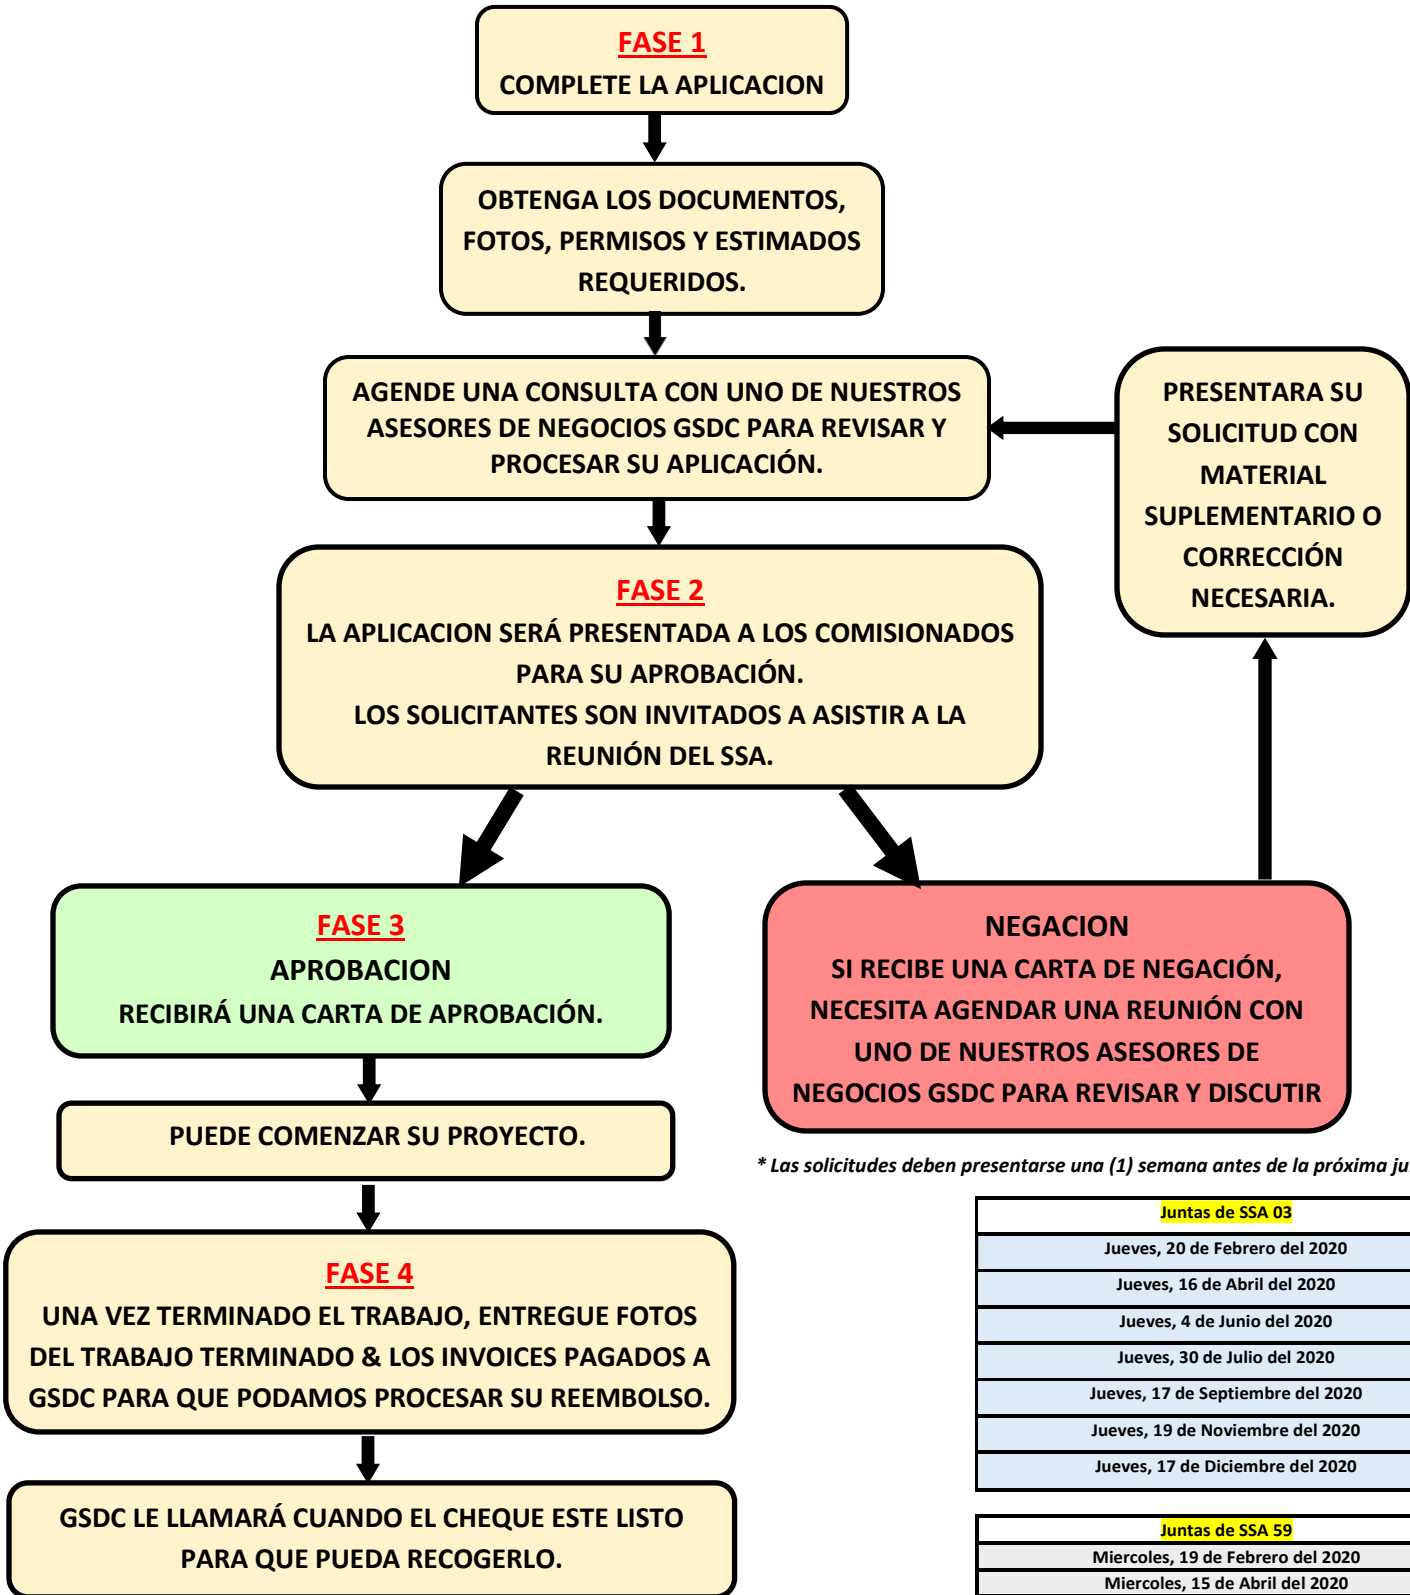 FASE 1
COMPLETE LA APLICACION
OBTENGA LOS DOCUMENTOS,
FOTOS, PERMISOS Y ESTIMADOS
REQUERIDOS.
AGENDE UNA CONSULTA CON UNO DE NUESTROS
ASESORES DE NEGOCIOS GSDC PARA REVISAR Y
PROCESAR SU APLICACIÓN.
PRESENTARA SU
SOLICITUD CON
MATERIAL
SUPLEMENTARIO O
CORRECCIÓN
NECESARIA.
FASE 2
LA APLICACION SERÁ PRESENTADA A LOS COMISIONADOS
PARA SU APROBACIÓN.
LOS SOLICITANTES SON INVITADOS A ASISTIR A LA
REUNIÓN DEL SSA.
FASE 3
APROBACION
RECIBIRÁ UNA CARTA DE APROBACIÓN.
NEGACION
SI RECIBE UNA CARTA DE NEGACIÓN,
NECESITA AGENDAR UNA REUNIÓN CON
UNO DE NUESTROS ASESORES DE
NEGOCIOS GSDC PARA REVISAR Y DISCUTIR
PUEDE COMENZAR SU PROYECTO.
* Las solicitudes deben presentarse una (1) semana antes de la próxima ju
FASE 4
UNA VEZ TERMINADO EL TRABAJO, ENTREGUE FOTOS
DEL TRABAJO TERMINADO & LOS INVOICES PAGADOS A
GSDC PARA QUE PODAMOS PROCESAR SU REEMBOLSO.
GSDC LE LLAMARÁ CUANDO EL CHEQUE ESTE LISTO
PARA QUE PUEDA RECOGERLO.
Juntas de SSA 03
Jueves, 20 de Febrero del 2020
Jueves, 16 de Abril del 2020
Jueves, 4 de Junio del 2020
Jueves, 30 de Julio del 2020
Jueves, 17 de Septiembre del 2020
Jueves, 19 de Noviembre del 2020
Jueves, 17 de Diciembre del 2020
Juntas de SSA 59
Miercoles, 19 de Febrero del 2020
Miercoles, 15 de Abril del 2020